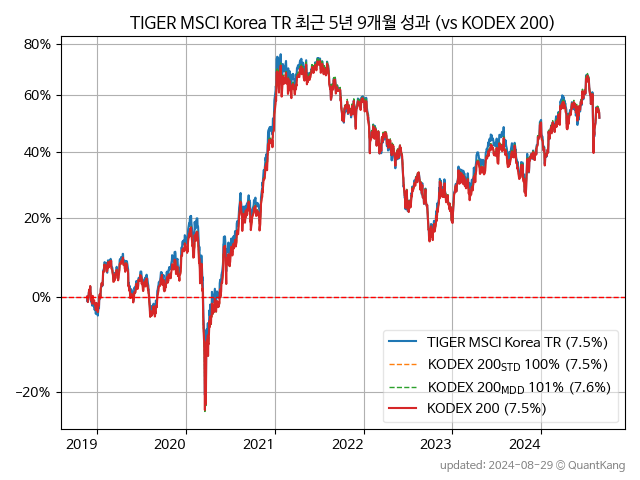 TIGER MSCI Korea TR 최근 5년 9개월 성과 (vs KODEX 200)
80%
60%
40%
20%
0%
−20%
TIGER MSCI Korea TR (7.5%)
KODEX 200STD 100% (7.5%)
KODEX 200MDD 101% (7.6%)
KODEX 200 (7.5%)
2019 2020 2021 2022 2023 2024
updated: 2024-08-29 © QuantKang